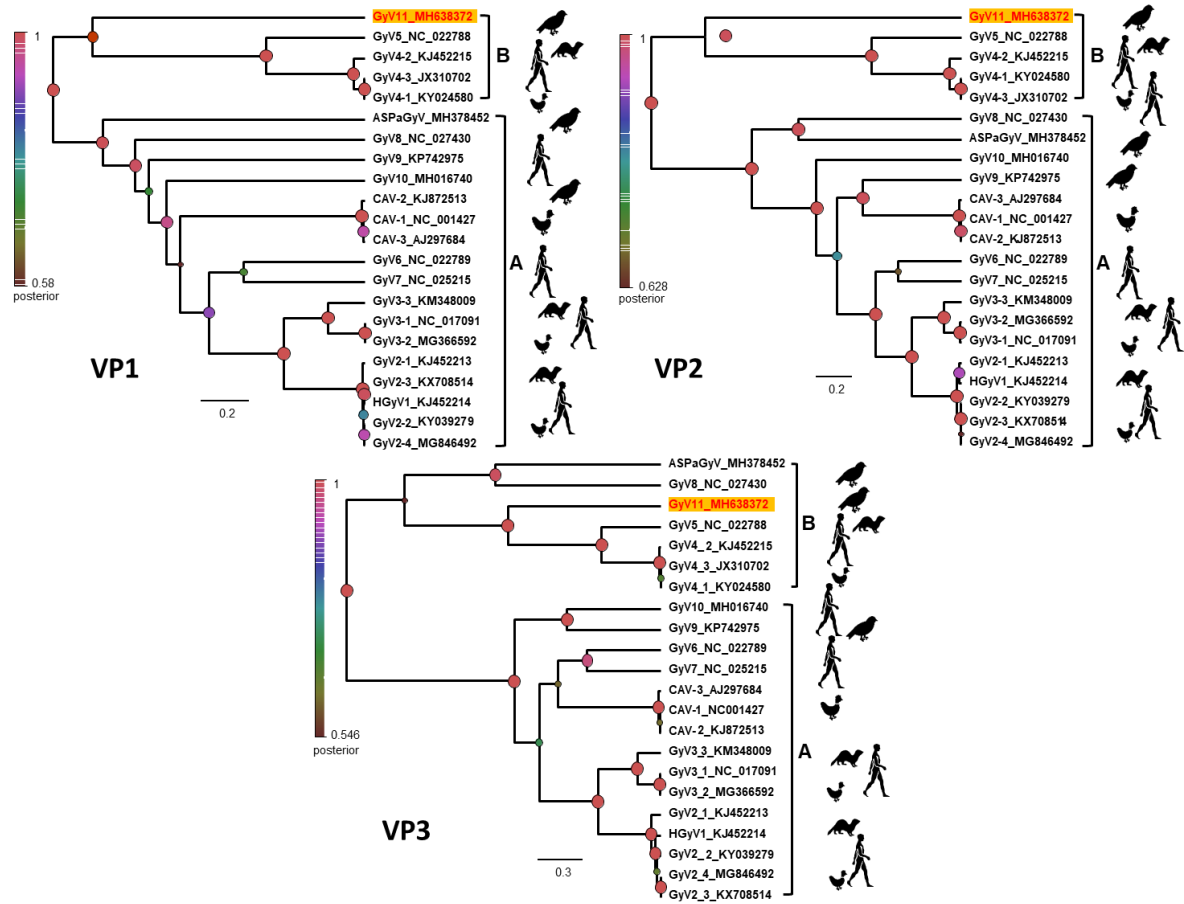 GyV11_MH638372
GyV5_NC_022788
GyV4-2_KJ452215
GyV4-3_JX310702
GyV4-1_KY024580
B
ASPaGyV_MH378452
GyV8_NC_027430
GyV9_KP742975
GyV10_MH016740
CAV-2_KJ872513
CAV-1_NC_001427
CAV-3_AJ297684
GyV6_NC_022789
GyV7_NC_025215
GyV3-3_KM348009
GyV3-1_NC_017091
GyV3-2_MG366592
GyV2-1_KJ452213
GyV2-3_KX708514
HGyV1_KJ452214
GyV2-2_KY039279
GyV2-4_MG846492
A
1
0.58
posterior
VP1
0.2
GyV11_MH638372
GyV5_NC_022788
GyV4-2_KJ452215
GyV4-1_KY024580
GyV4-3_JX310702
B
GyV8_NC_027430
ASPaGyV_MH378452
GyV10_MH016740
GyV9_KP742975
CAV-3_AJ297684
CAV-1_NC_001427
CAV-2_KJ872513
GyV6_NC_022789
GyV7_NC_025215
GyV3-3_KM348009
GyV3-2_MG366592
GyV3-1_NC_017091
GyV2-1_KJ452213
HGyV1_KJ452214
GyV2-2_KY039279
GyV2-3_KX708514
GyV2-4_MG846492
A
1
0.628
posterior
VP2
0.2
ASPaGyV_MH378452
GyV8_NC_027430
GyV11_MH638372
GyV5_NC_022788
GyV4_2_KJ452215
GyV4_3_JX310702
GyV4_1_KY024580
B
GyV10_MH016740
GyV9_KP742975
GyV6_NC_022789
GyV7_NC_025215
CAV-3_AJ297684
CAV-1_NC001427
CAV-2_KJ872513
GyV3_3_KM348009
GyV3_1_NC_017091
GyV3_2_MG366592
GyV2_1_KJ452213
HGyV1_KJ452214
GyV2_2_KY039279
GyV2_4_MG846492
GyV2_3_KX708514
A
1
0.546
posterior
VP3
0.3